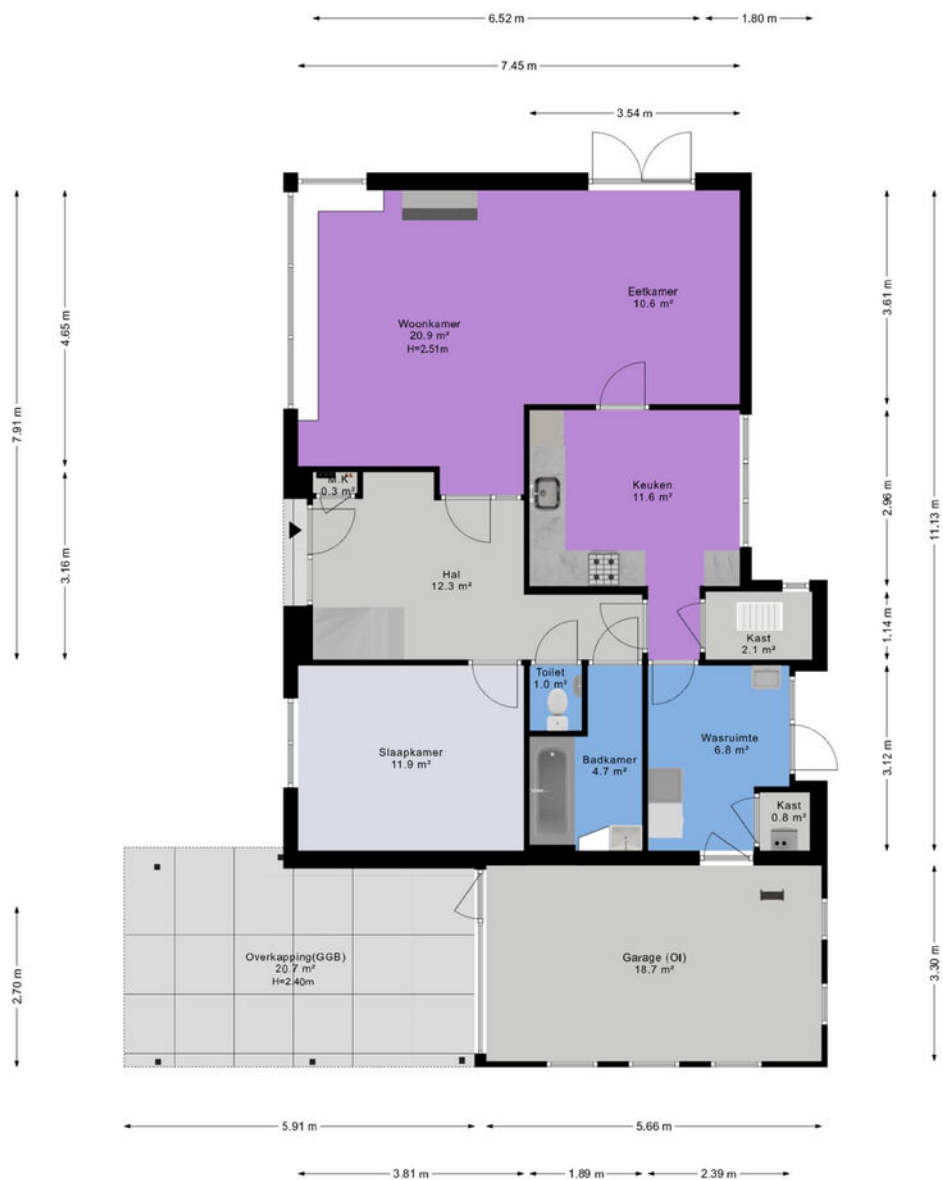 6.52 m
1.80 m
7.45 m
3.54 m
7.91 m
4.65 m
3.16 m
3.61 m
2.96 m
1.14 m
3.12 m
11.13 m
Eetkamer
10.6 m²
Woonkamer
20.9 m²
H=2.51m
M.K
0.3 m²
Keuken
11.6 m²
Hal
12.3 m²
Kast
2.1 m²
Toilet
1.0 m²
Slaapkamer
11.9 m²
Badkamer
4.7 m²
Wasruimte
6.8 m²
Kast
0.8 m²
Overkapping(GGB)
20.7 m²
H=2.40m
Garage (OI)
18.7 m²
2.70 m
3.30 m
5.91 m
5.66 m
3.81 m
1.89 m
2.39 m